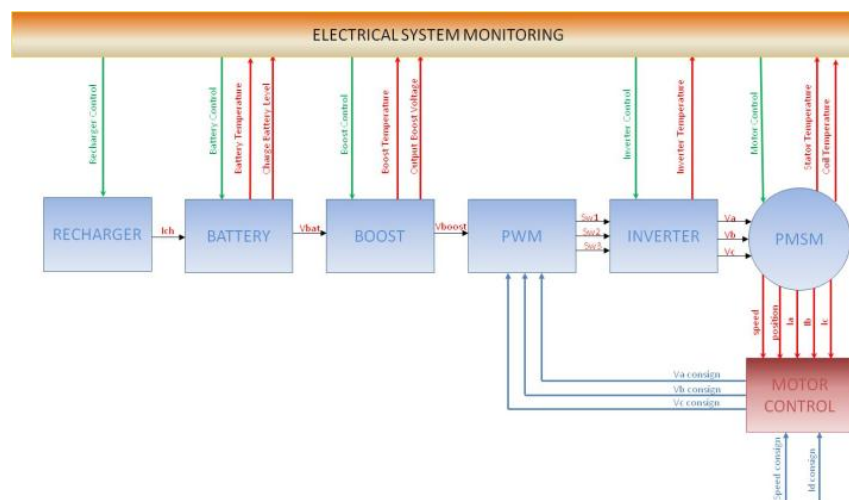 ELECTRICAL SYSTEM MONITORING
Recharger Control
Battery Control
Battery Temperature
Charge Battery Level
Boost Control
Boost Temperature
Output Boost Voltage
Inverter Control
Inverter Temperature
Motor Control
Stator Temperature
Coil Temperature
RECHARGER
Ich
BATTERY
Vbat
BOOST
Vboost
PWM
Sw1
Sw2
Sw3
INVERTER
Va
Vb
Vc
PMSM
speed
position
Ia
Ib
Ic
Va consign
Vb consign
Vc consign
MOTOR
CONTROL
Speed consign
Id consign